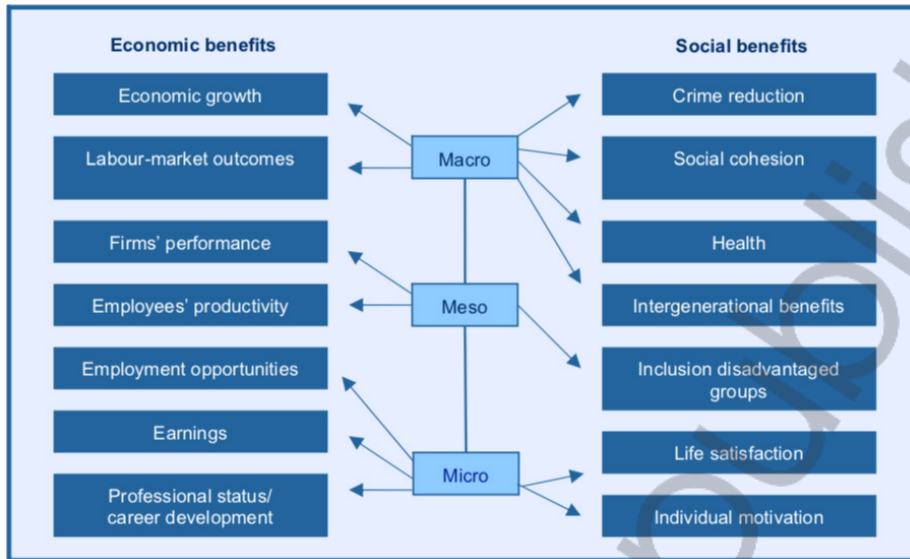 Economic benefits
Social benefits
Economic growth
Crime reduction
Labour-market outcomes
Macro
Social cohesion
Firms' performance
Health
Employees' productivity
Meso
Intergenerational benefits
Employment opportunities
Inclusion disadvantaged
groups
Earnings
Life satisfaction
Micro
Professional status/
career development
Individual motivation